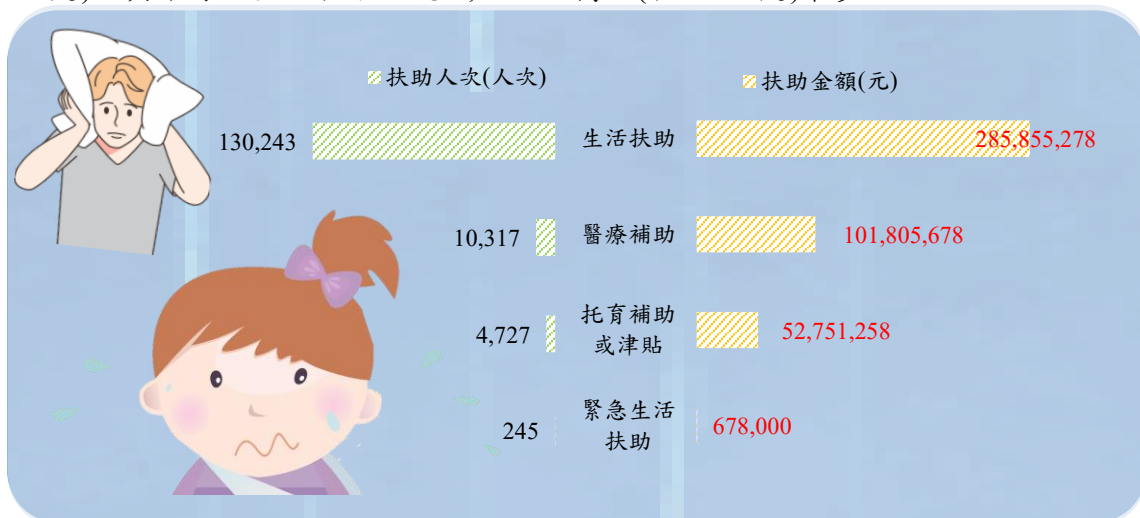 扶助人次(人次) 扶助金額(元)
130,243 生活扶助 285,855,278
10,317 醫療補助 101,805,678
4,727 托育補助
或津貼 52,751,258
245 緊急生活
扶助 678,000